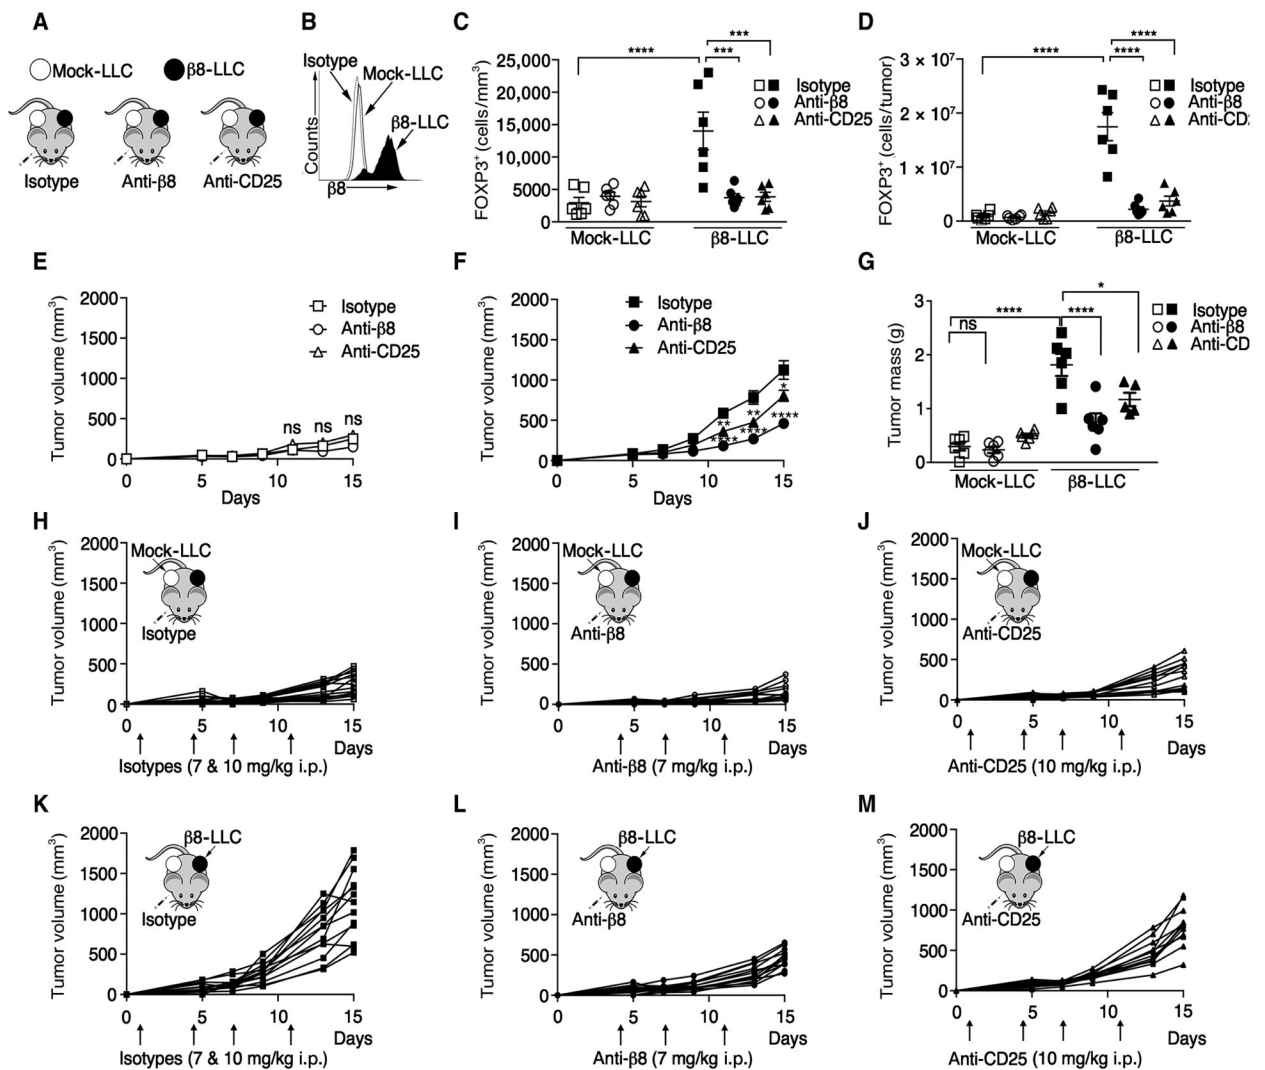 A
Mock-LLC β8-LLC
Isotype Anti-β8 Anti-CD25
B
Isotype
Mock-LLC
β8-LLC
Counts
β8
C
FOXP3+ (cells/mm3)
25,000
20,000
15,000
10,000
5000
0
**** *** ***
Isotype
Anti-β8
Anti-CD25
Mock-LLC β8-LLC
D
FOXP3+ (cells/tumor)
3 × 10⁷
2 × 10⁷
1 × 10⁷
0
**** **** ****
Isotype
Anti-β8
Anti-CD
Mock-LLC β8-LLC
E
Tumor volume (mm3)
2000
1500
1000
500
0
Isotype
Anti-β8
Anti-CD25
ns ns ns
0 5 10 15
Days
F
Tumor volume (mm3)
2000
1500
1000
500
0
Isotype
Anti-β8
Anti-CD25
** ** *
**** **** ****
0 5 10 15
Days
G
Tumor mass (g)
3
2
1
0
ns **** **** *
Isotype
Anti-β8
Anti-CD
Mock-LLC β8-LLC
H
Tumor volume (mm3)
2000
1500
1000
500
0
Mock-LLC
Isotype
0 5 10 15
Days
Isotypes (7 & 10 mg/kg i.p.)
I
Tumor volume (mm3)
2000
1500
1000
500
0
Mock-LLC
Anti-β8
0 5 10 15
Days
Anti-β8 (7 mg/kg i.p.)
J
Tumor volume (mm3)
2000
1500
1000
500
0
Mock-LLC
Anti-CD25
0 5 10 15
Days
Anti-CD25 (10 mg/kg i.p.)
K
Tumor volume (mm3)
2000
1500
1000
500
0
β8-LLC
Isotype
0 5 10 15
Days
Isotypes (7 & 10 mg/kg i.p.)
L
Tumor volume (mm3)
2000
1500
1000
500
0
β8-LLC
Anti-β8
0 5 10 15
Days
Anti-β8 (7 mg/kg i.p.)
M
Tumor volume (mm3)
2000
1500
1000
500
0
β8-LLC
Anti-CD25
0 5 10 15
Days
Anti-CD25 (10 mg/kg i.p.)